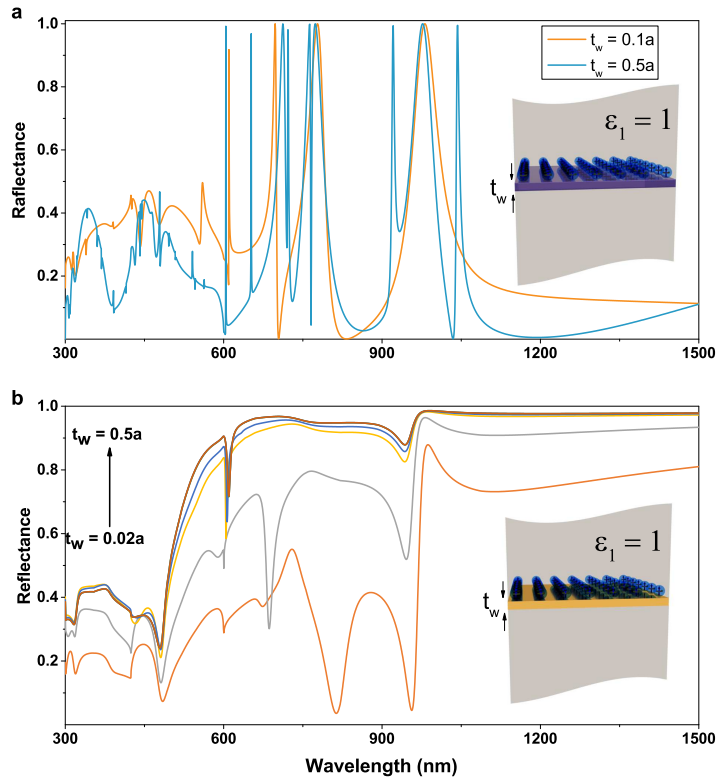 a
1.0
0.8
0.6
0.4
0.2
Raflectance
300
600
900
1200
1500
t_w = 0.1a
t_w = 0.5a
ε₁ = 1
t_w
b
1.0
0.8
0.6
0.4
0.2
Reflectance
t_w = 0.5a
t_w = 0.02a
ε₁ = 1
t_w
300
600
900
1200
1500
Wavelength (nm)